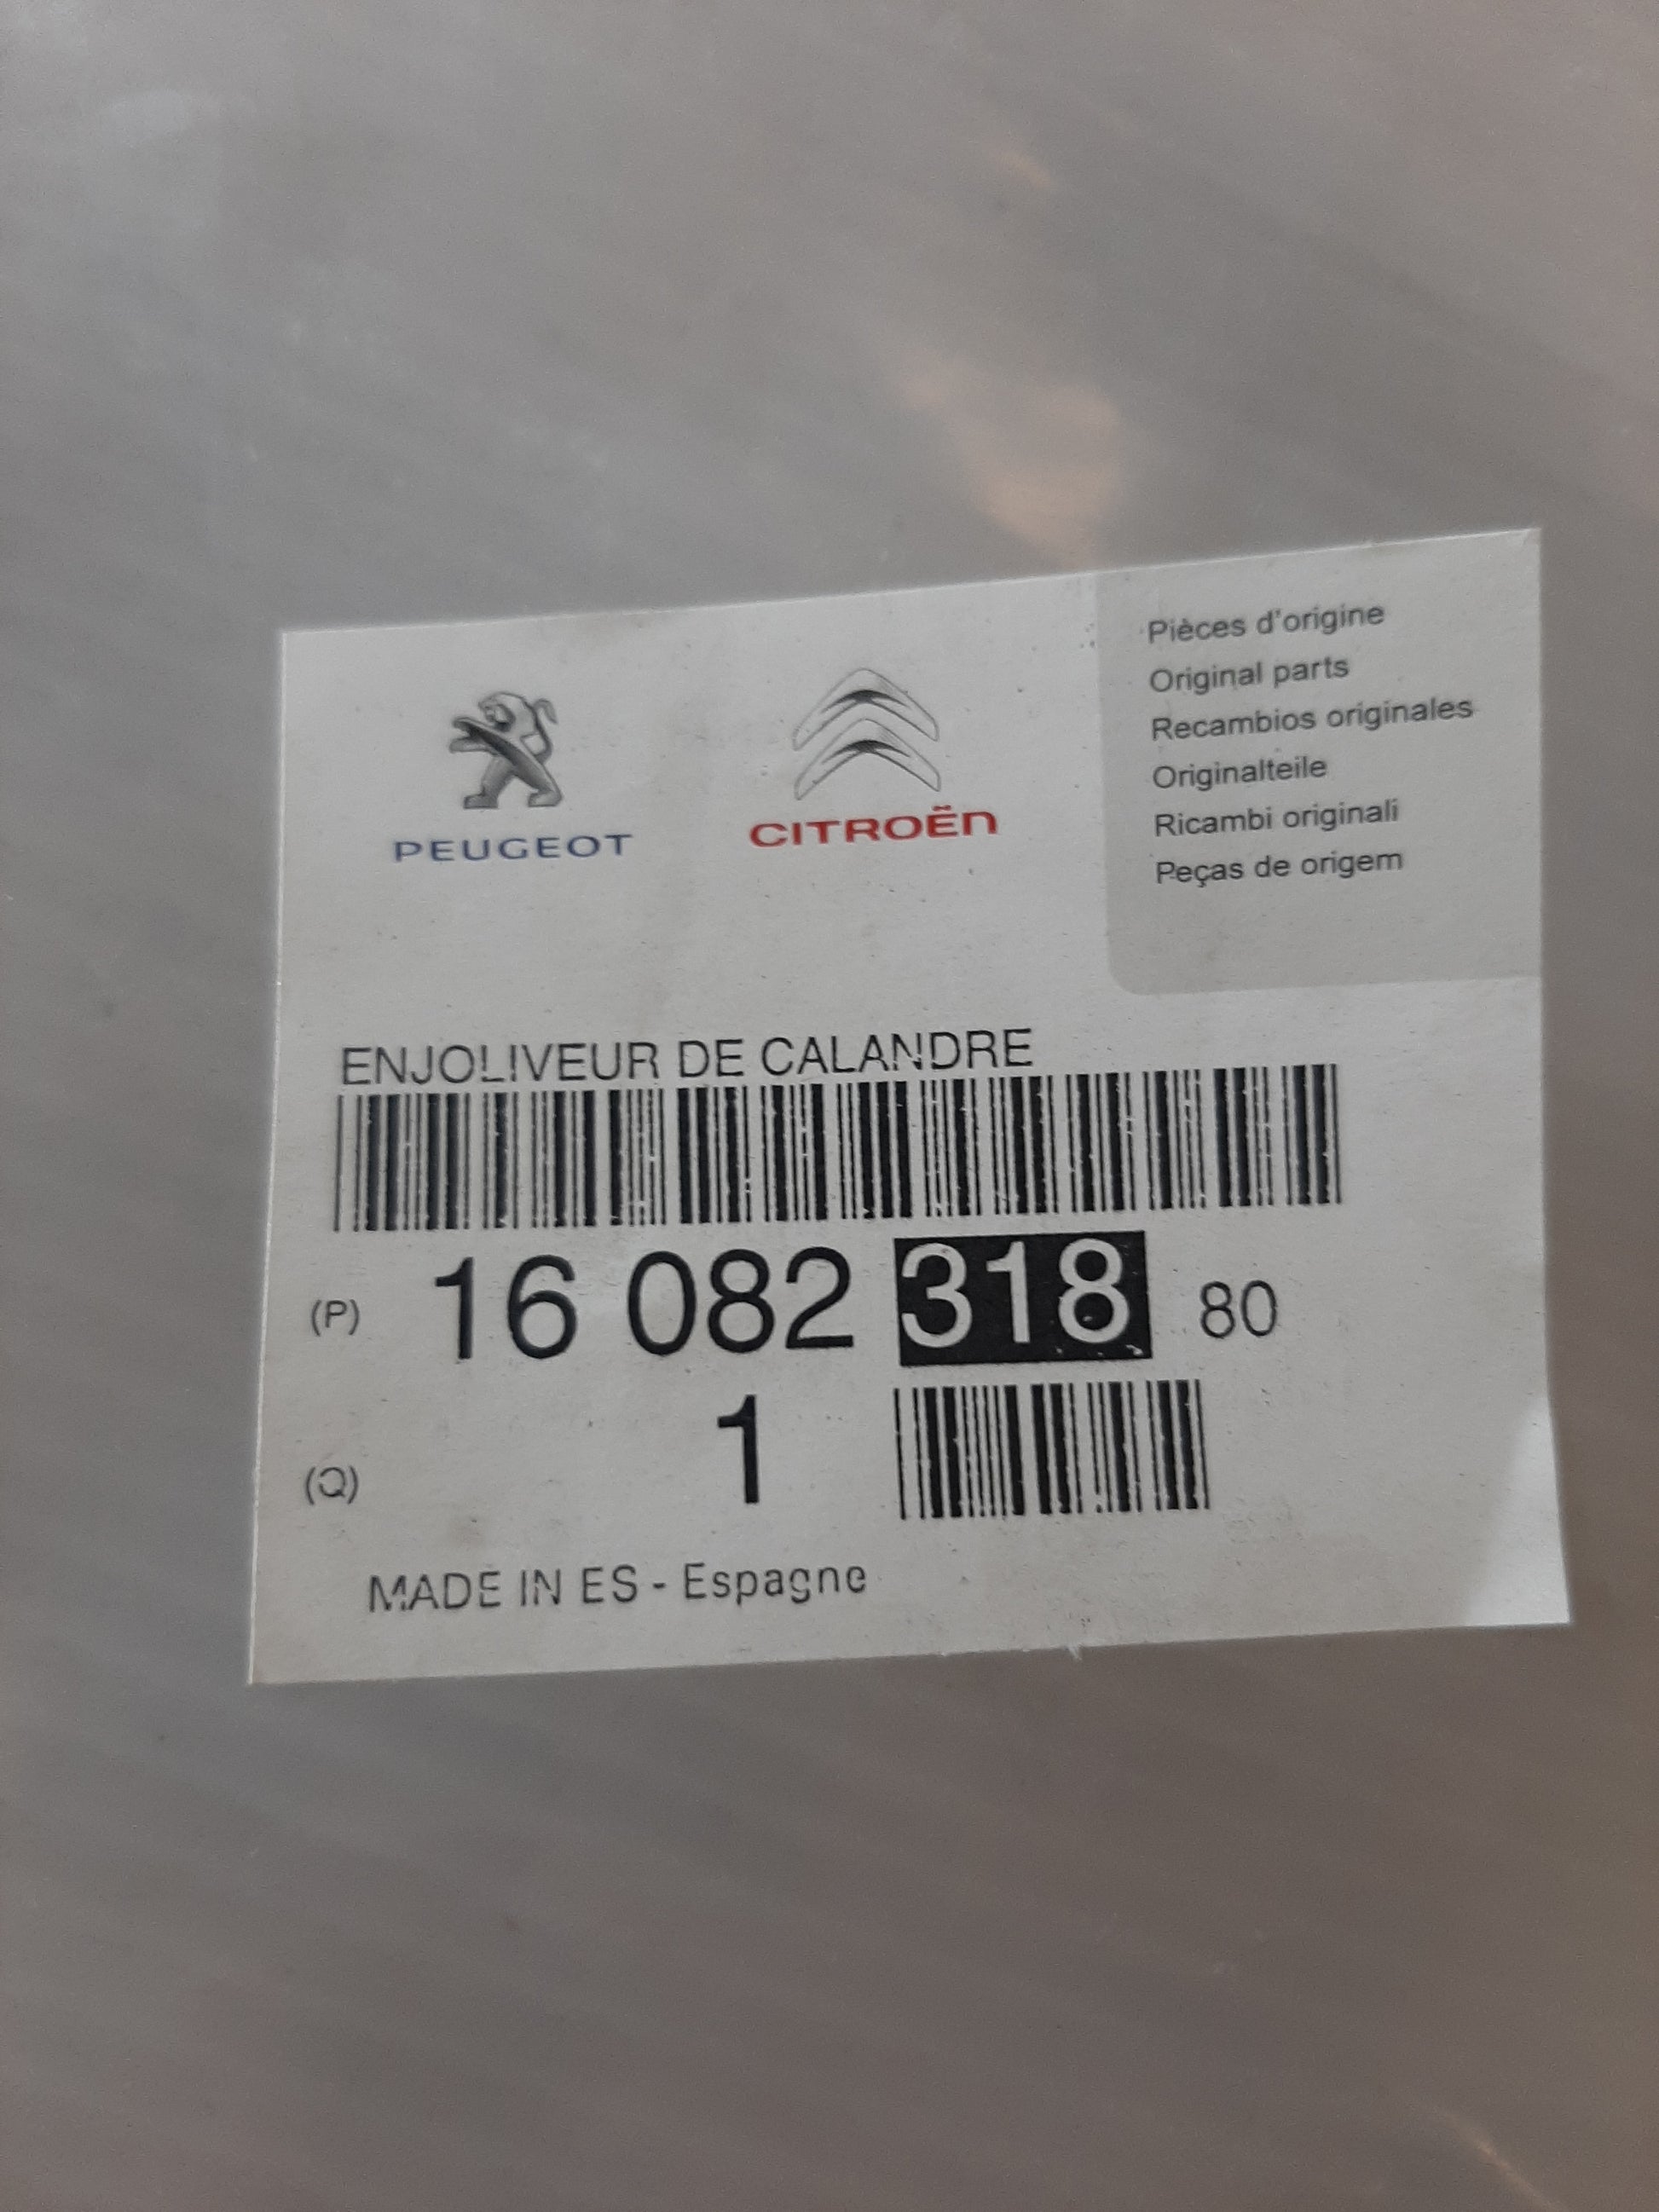 PEUGEOT
CITROËN
Pièces d'origine
Original parts
Recambios originales
Originalteile
Ricambi originali
Peças de origem
ENJOLIVEUR DE CALANDRE
(P) 16 082 318 80
(Q) 1
MADE IN ES - Espagne